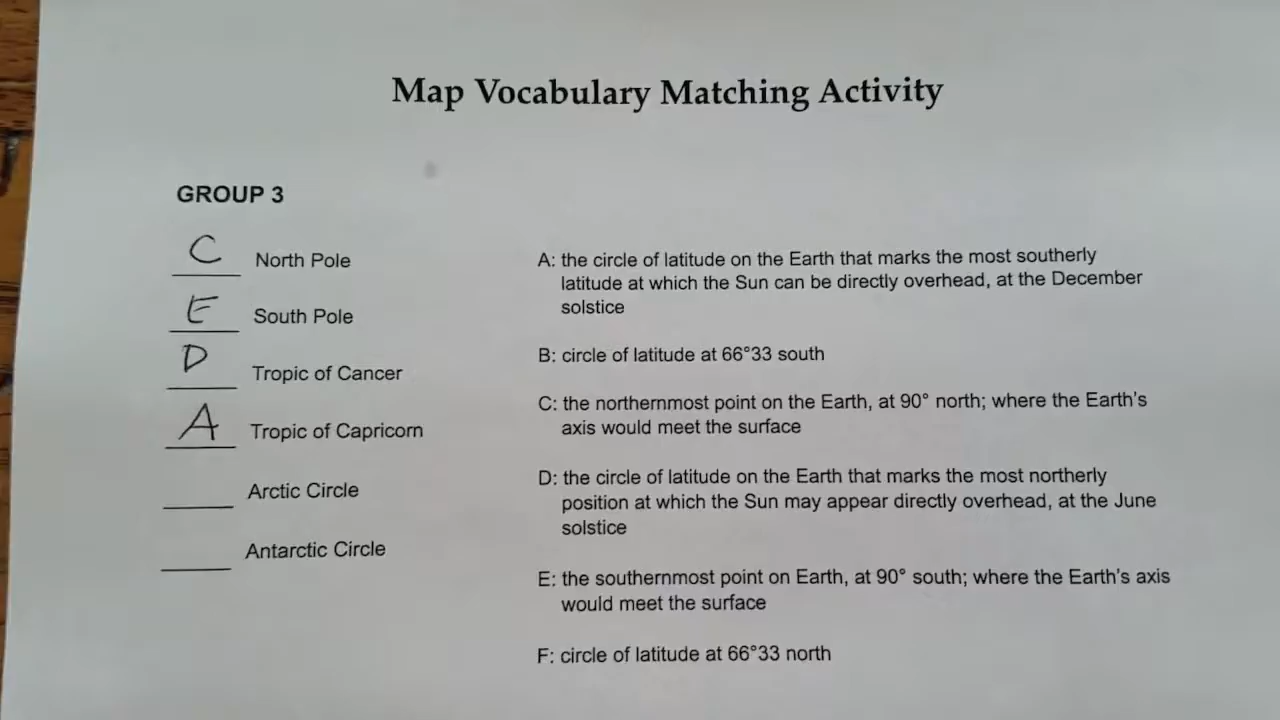 Map Vocabulary Matching Activity
GROUP 3
C North Pole
E South Pole
D Tropic of Cancer
A Tropic of Capricorn
Arctic Circle
Antarctic Circle
A: the circle of latitude on the Earth that marks the most southerly
latitude at which the Sun can be directly overhead, at the December
solstice
B: circle of latitude at 66°33 south
C: the northernmost point on the Earth, at 90° north; where the Earth's
axis would meet the surface
D: the circle of latitude on the Earth that marks the most northerly
position at which the Sun may appear directly overhead, at the June
solstice
E: the southernmost point on Earth, at 90° south; where the Earth's axis
would meet the surface
F: circle of latitude at 66°33 north